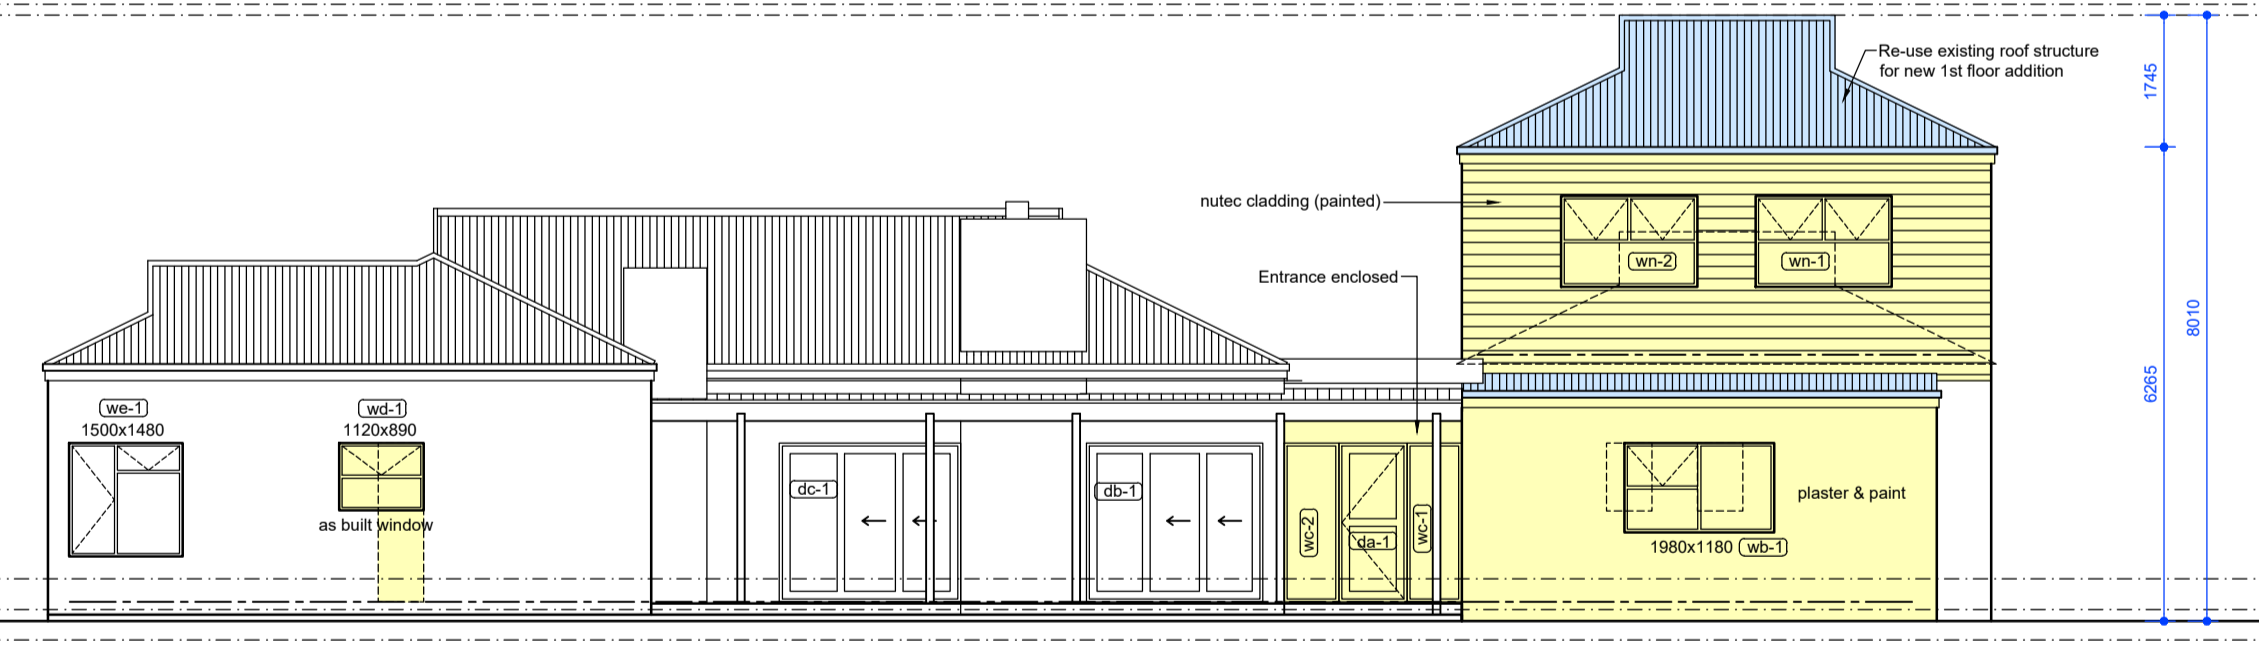 Re-use existing roof structure
for new 1st floor addition
1745
nutec cladding (painted)
wn-2
wn-1
Entrance enclosed
8010
6265
we-1
1500x1480
wd-1
1120x890
as built window
dc-1
db-1
wc-2
da-1
wc-1
plaster & paint
1980x1180 wb-1